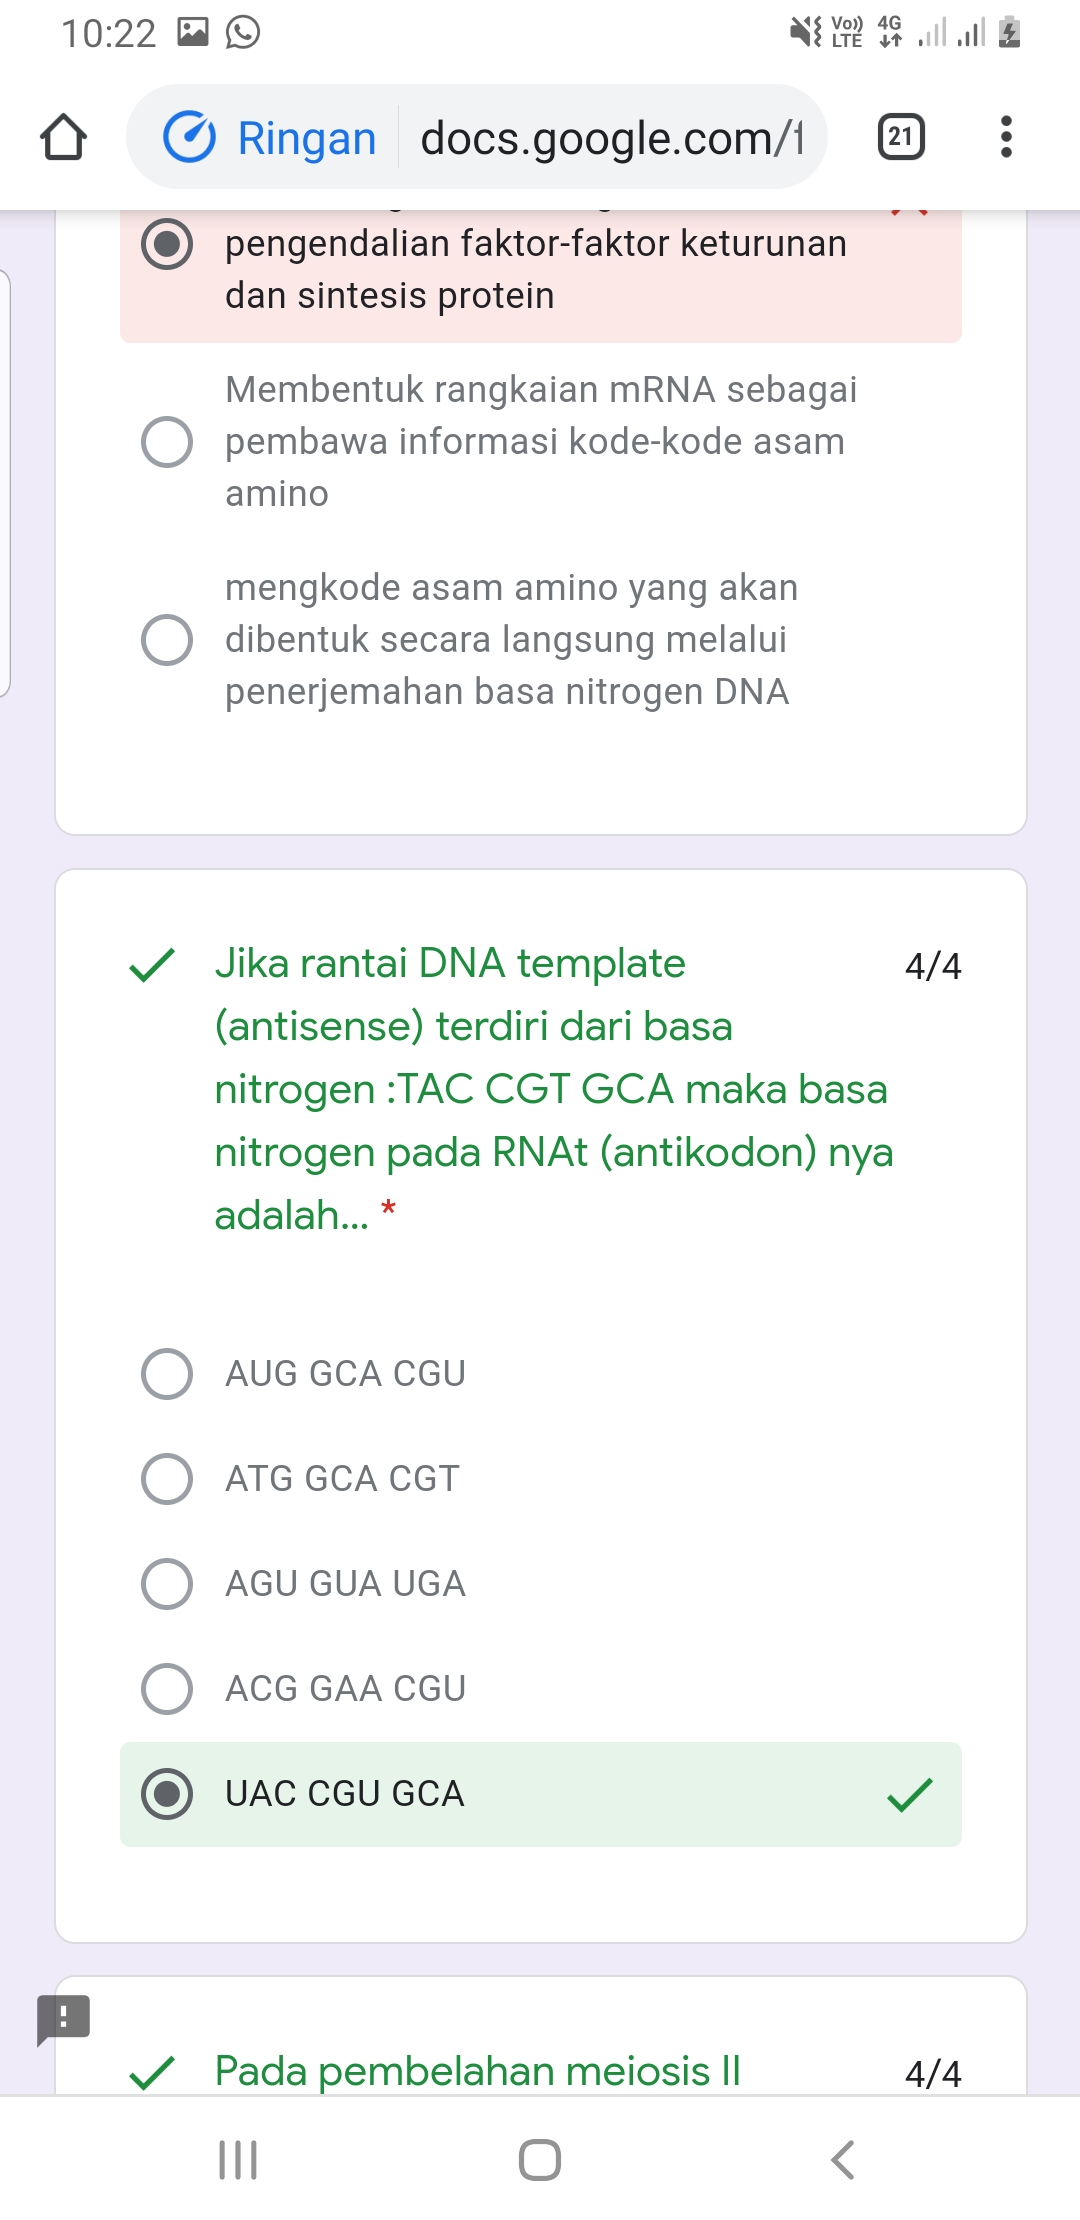 10:22
Vo)) LTE 4G
Ringan docs.google.com/f
21
pengendalian faktor-faktor keturunan
dan sintesis protein
Membentuk rangkaian mRNA sebagai
pembawa informasi kode-kode asam
amino
mengkode asam amino yang akan
dibentuk secara langsung melalui
penerjemahan basa nitrogen DNA
Jika rantai DNA template 4/4
(antisense) terdiri dari basa
nitrogen :TAC CGT GCA maka basa
nitrogen pada RNAt (antikodon) nya
adalah... *
AUG GCA CGU
ATG GCA CGT
AGU GUA UGA
ACG GAA CGU
UAC CGU GCA
Pada pembelahan meiosis II 4/4